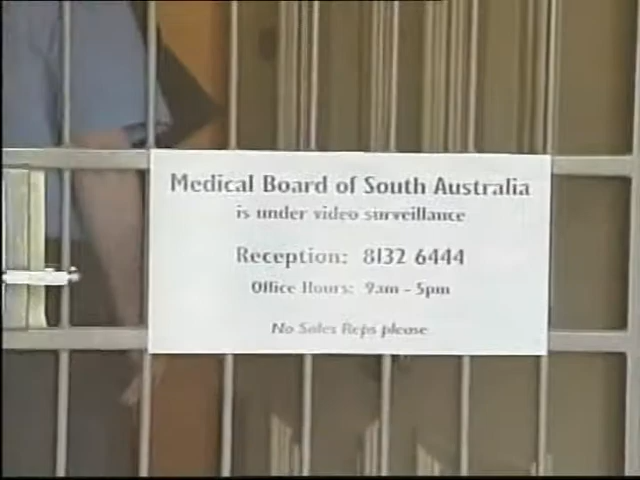 Medical Board of South Australia
is under video surveillance
Reception: 8132 6444
Office Hours: 9am - 5pm
No Sales Reps please